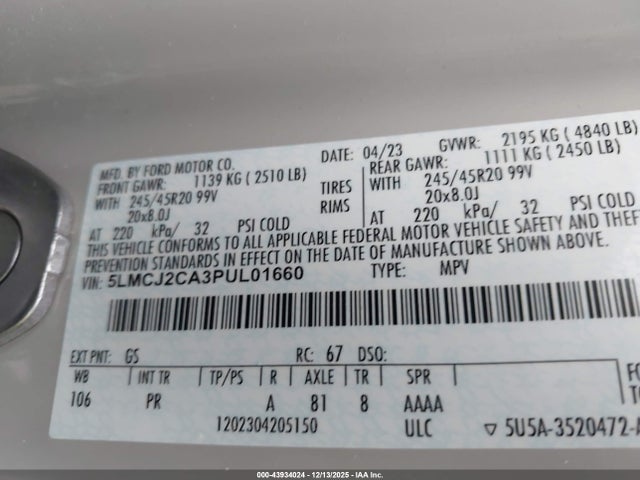 MFD. BY FORD MOTOR CO.
DATE: 04/23 GVWR: 2195 KG ( 4840 LB)
FRONT GAWR: 1139 KG ( 2510 LB) REAR GAWR: 1111 KG ( 2450 LB)
WITH 245/45R20 99V TIRES WITH 245/45R20 99V
20x8.0J RIMS 20x8.0J
AT 220 kPa/ 32 PSI COLD AT 220 kPa/ 32 PSI COLD
THIS VEHICLE CONFORMS TO ALL APPLICABLE FEDERAL MOTOR VEHICLE SAFETY AND THEFT
PREVENTION STANDARDS IN EFFECT ON THE DATE OF MANUFACTURE SHOWN ABOVE.
VIN: 5LMCJ2CA3PUL01660 TYPE: MPV
EXT PNT: GS RC: 67 DSO:
WB INT TR TP/PS R AXLE TR SPR
106 PR A 81 8 AAAA
1202304205150 ULC ▽ 5U5A-3520472-A
000-43934024 - 12/13/2025 - IAAI Inc.